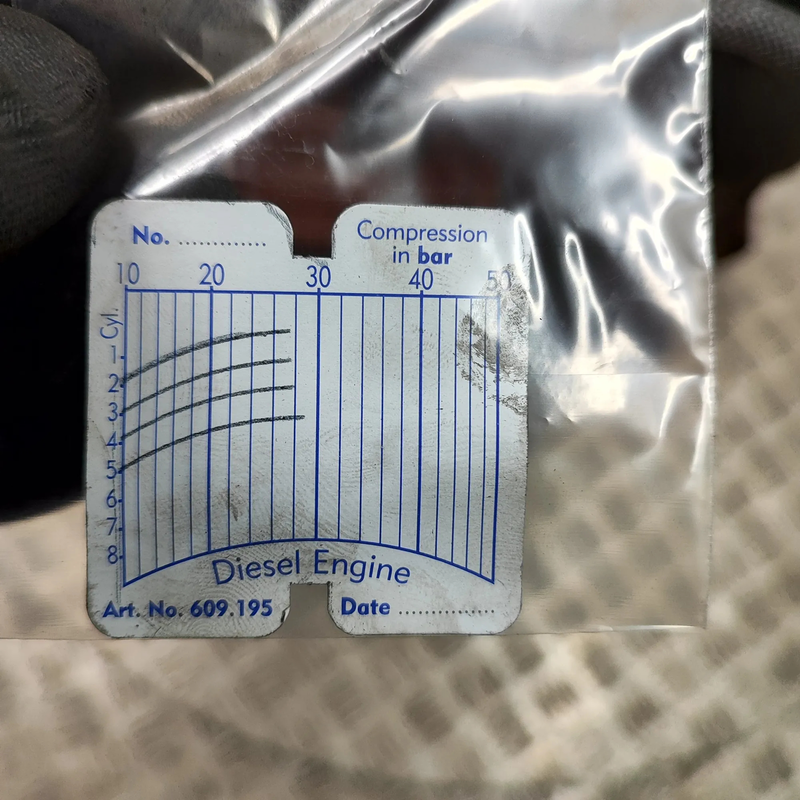 No. .............
Compression
in bar
10 20 30 40 50
Cyl.
1
2
3
4
5
6
7
8
Diesel Engine
Art. No. 609.195
Date ...............